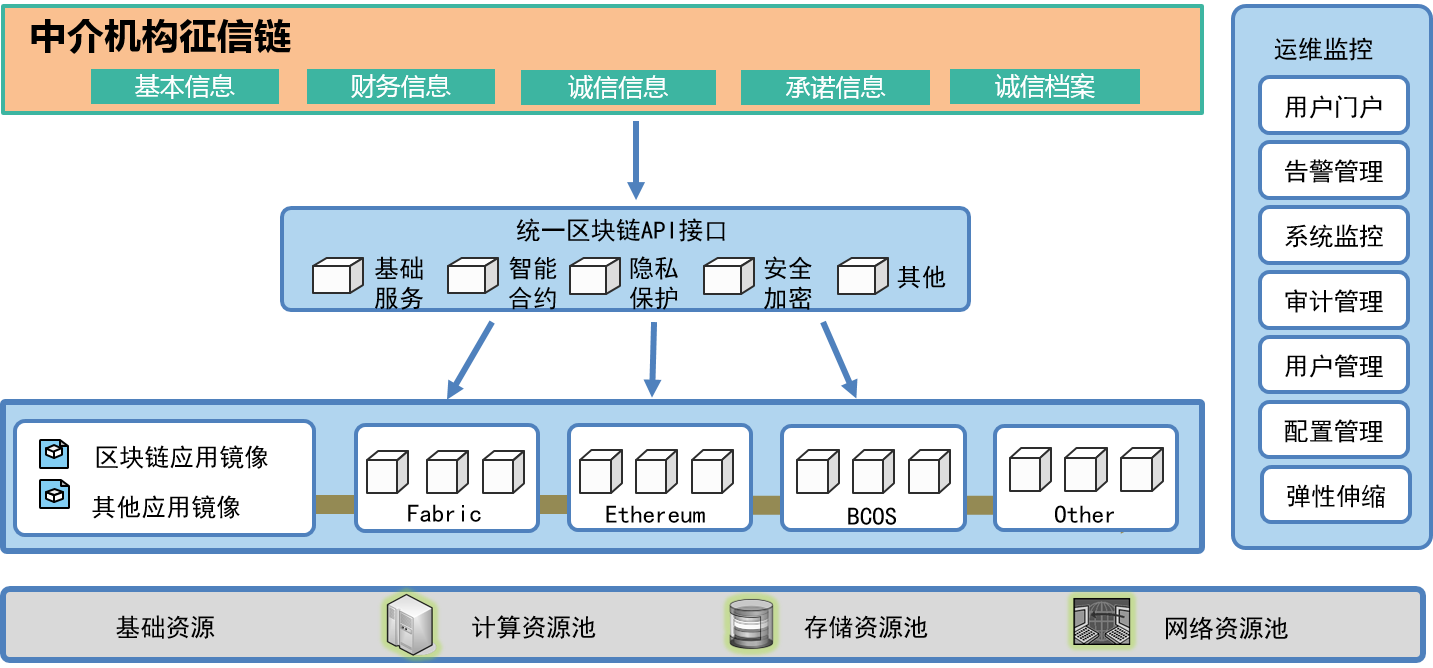 中介机构征信链
基本信息
财务信息
诚信信息
承诺信息
诚信档案
统一区块链API接口
基础
服务
智能
合约
隐私
保护
安全
加密
其他
区块链应用镜像
其他应用镜像
Fabric
Ethereum
BCOS
Other
运维监控
用户门户
告警管理
系统监控
审计管理
用户管理
配置管理
弹性伸缩
基础资源
计算资源池
存储资源池
网络资源池